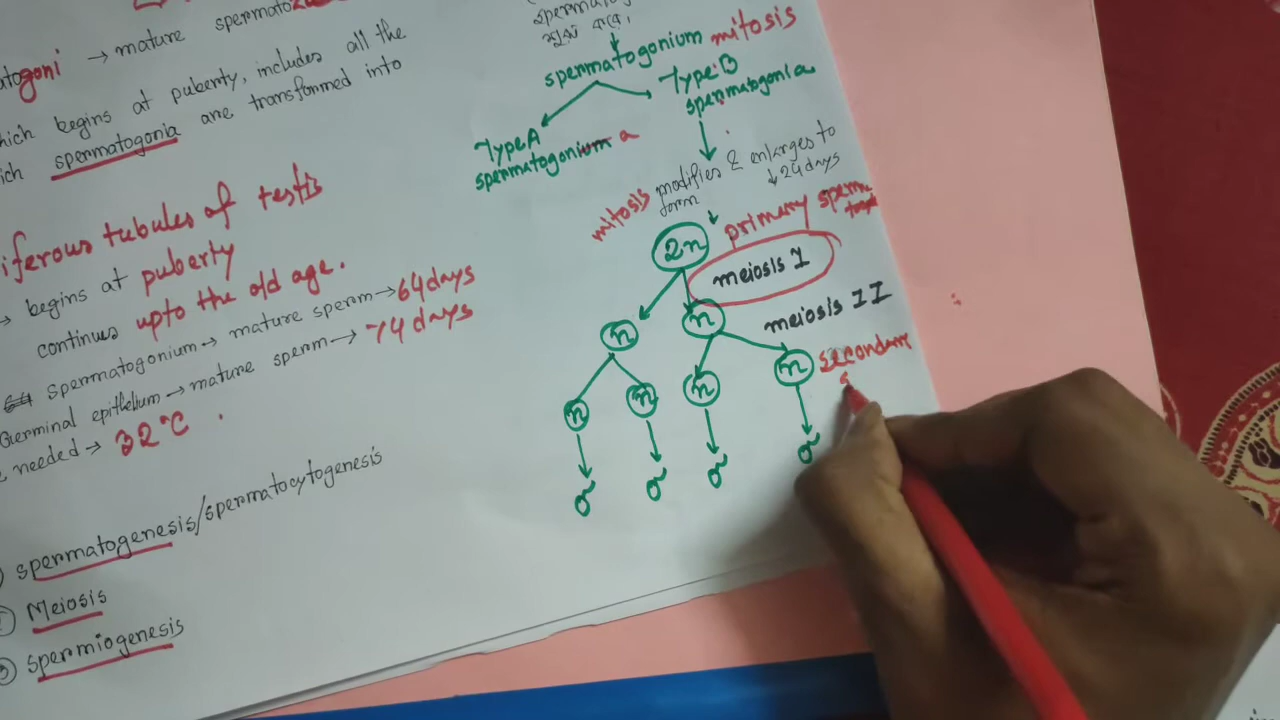 → mature spermato
spermatogonium mitosis
Type A
spermatogonium a
Type B
spermatogonia
which begins at puberty, includes all the
spermatogonia are transformed into
modifies & enlarges to
form
↓24 days
mitosis
iferous tubules of testis
→ begins at puberty
continues upto the old age.
spermatogonium → mature sperm → 64 days
Germinal epithelium → mature sperm → 74 days
needed → 32°C .
primary sperm
2n
meiosis I
n n
meiosis II
n n n n
secondary
s
spermatogenesis/spermatocytogenesis
Meiosis
③ spermiogenesis